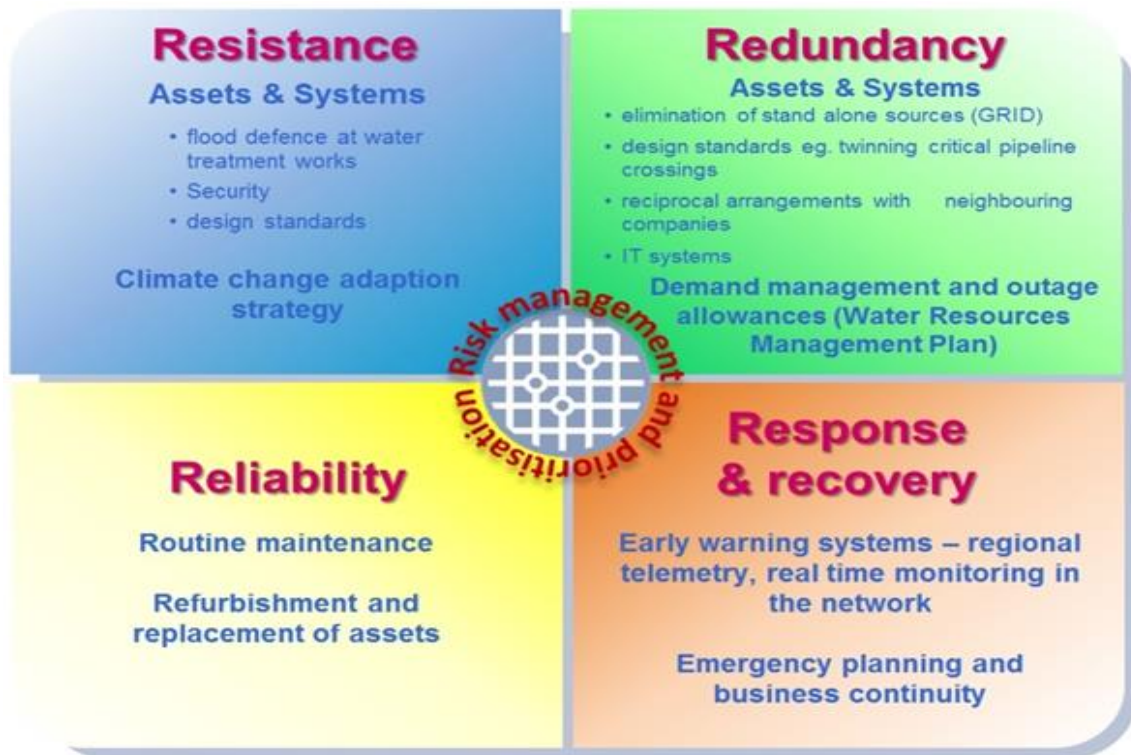 Resistance
Assets & Systems
• flood defence at water
treatment works
• Security
• design standards
Climate change adaption
strategy
Redundancy
Assets & Systems
• elimination of stand alone sources (GRID)
• design standards eg. twinning critical pipeline
crossings
• reciprocal arrangements with neighbouring
companies
• IT systems
Demand management and outage
allowances (Water Resources
Management Plan)
Risk management and prioritisation
Reliability
Routine maintenance
Refurbishment and
replacement of assets
Response
& recovery
Early warning systems – regional
telemetry, real time monitoring in
the network
Emergency planning and
business continuity